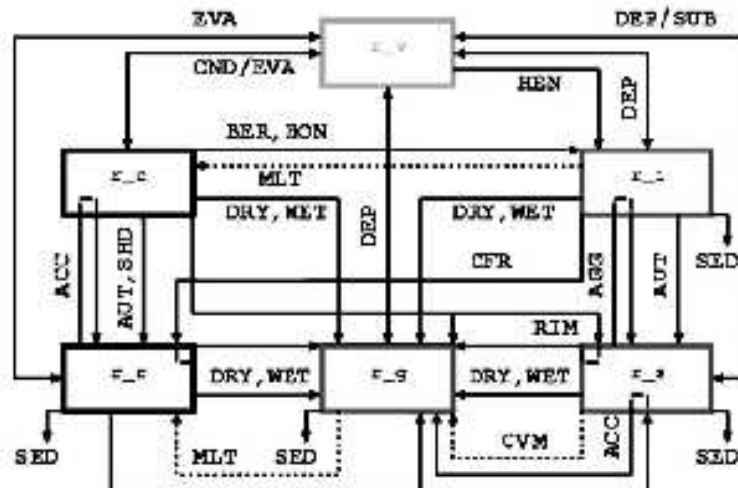 EVA
DEP/SUB
CND/EVA
HEN
DEP
BER, BON
MLT
DRY, WET
DEP
DRY, WET
ACC
AUT, SHD
CFR
AGG
AUT
SED
RIM
DRY, WET
DRY, WET
SED
MLT
SED
CVM
ACC
SED